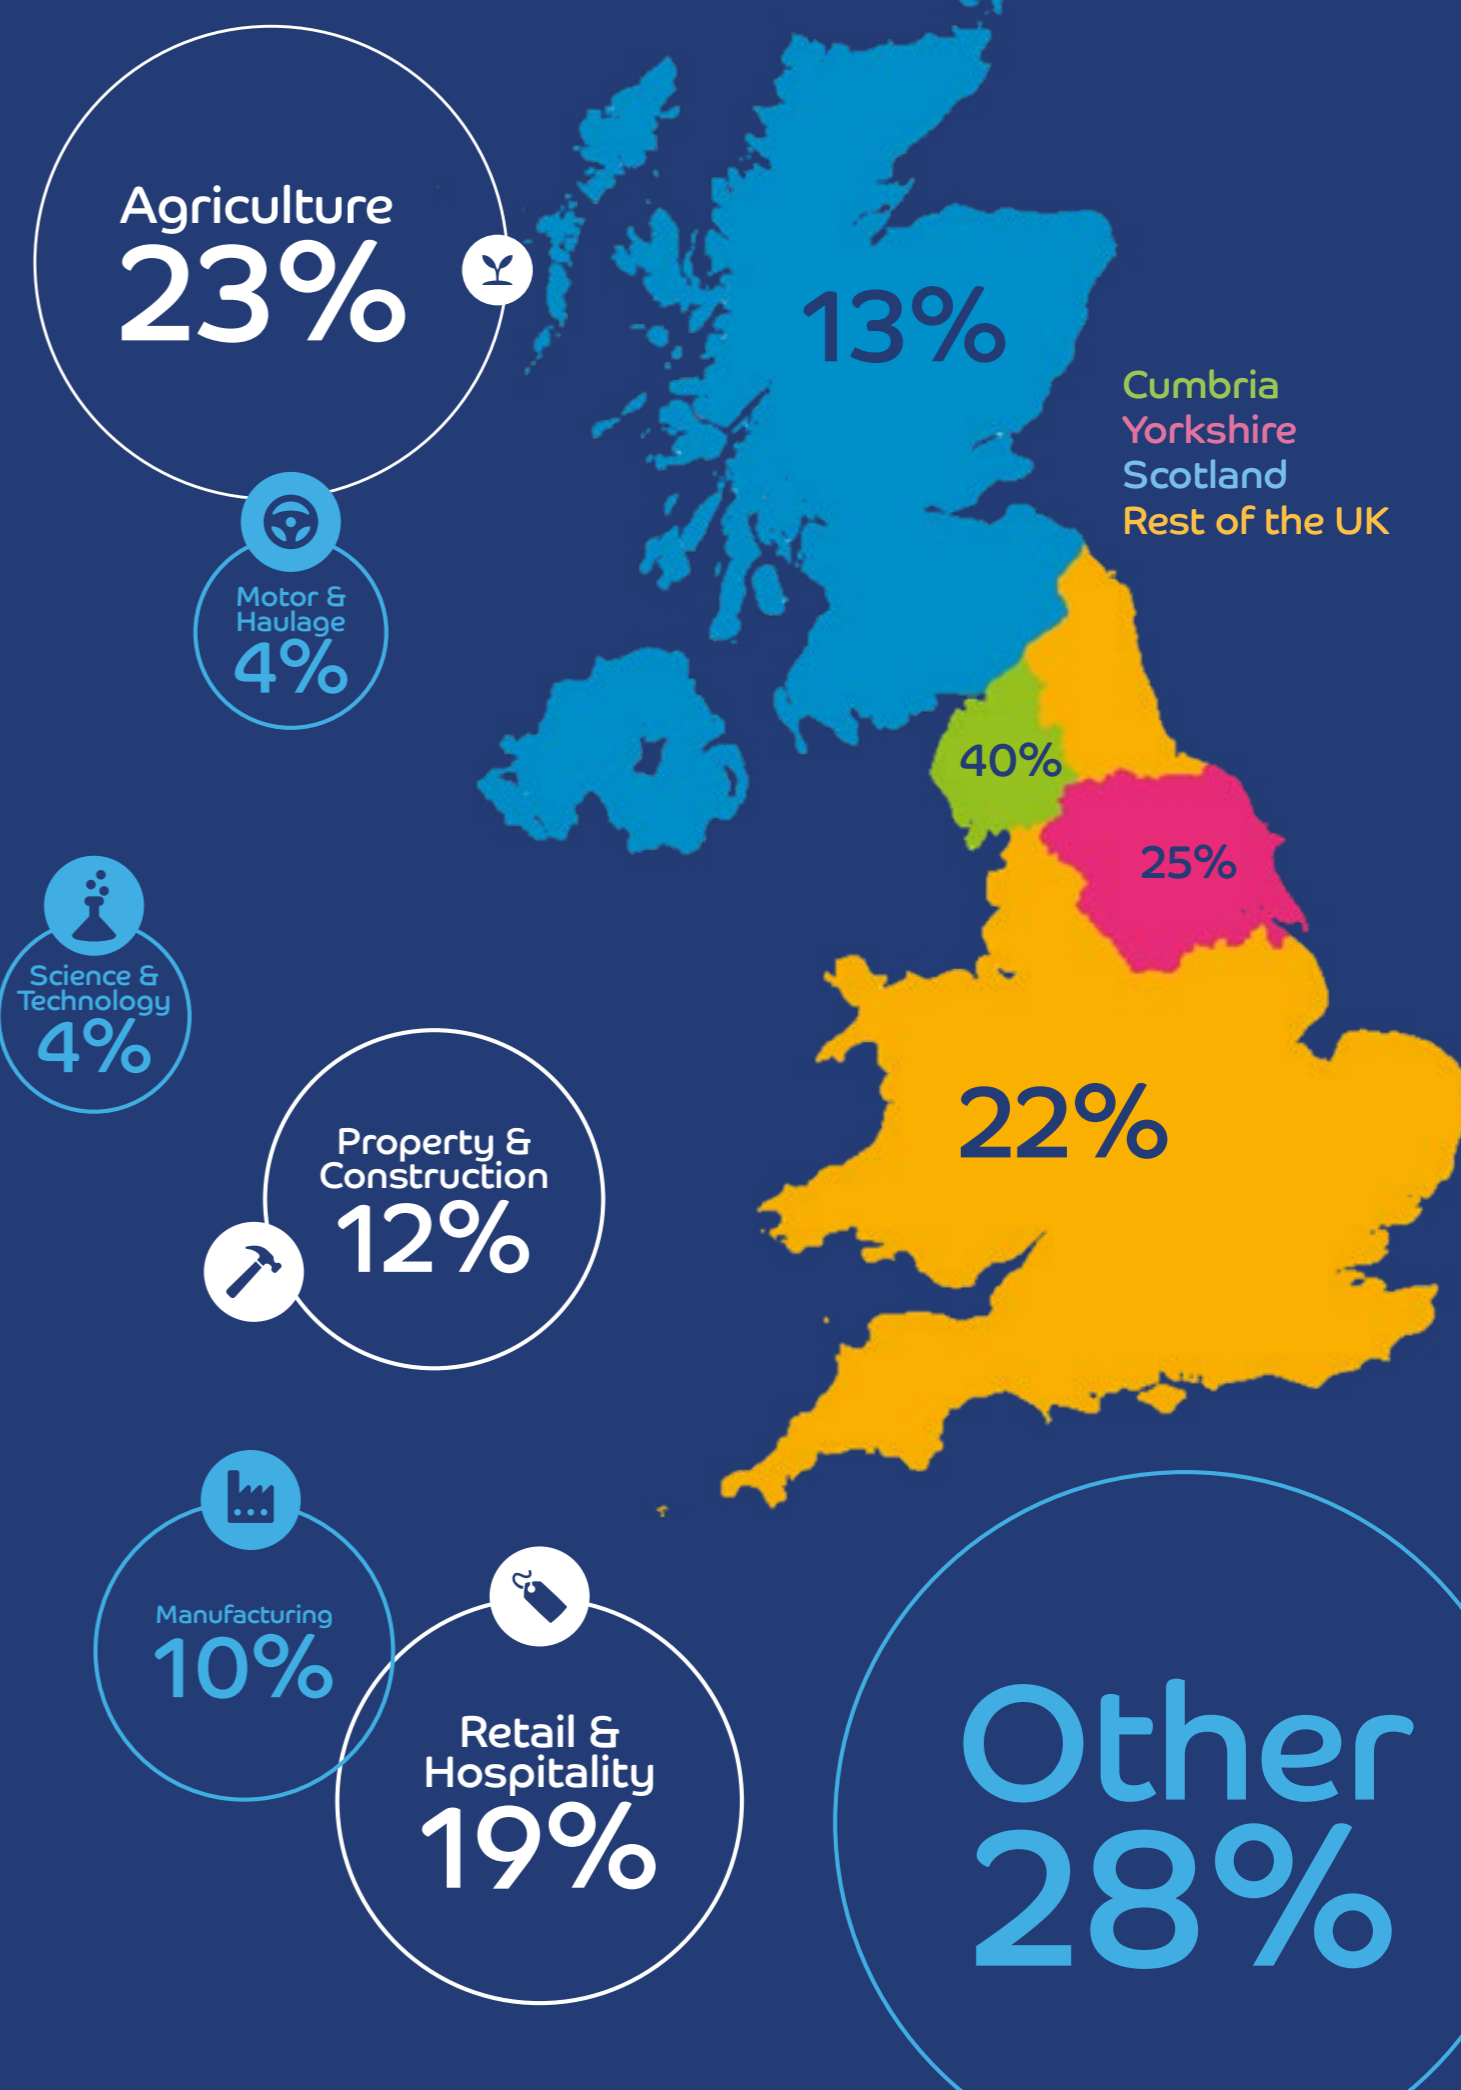 Agriculture
23%
13%
Cumbria
Yorkshire
Scotland
Rest of the UK
Motor &
Haulage
4%
40%
25%
Science &
Technology
4%
Property &
Construction
12%
22%
Manufacturing
10%
Retail &
Hospitality
19%
Other
28%